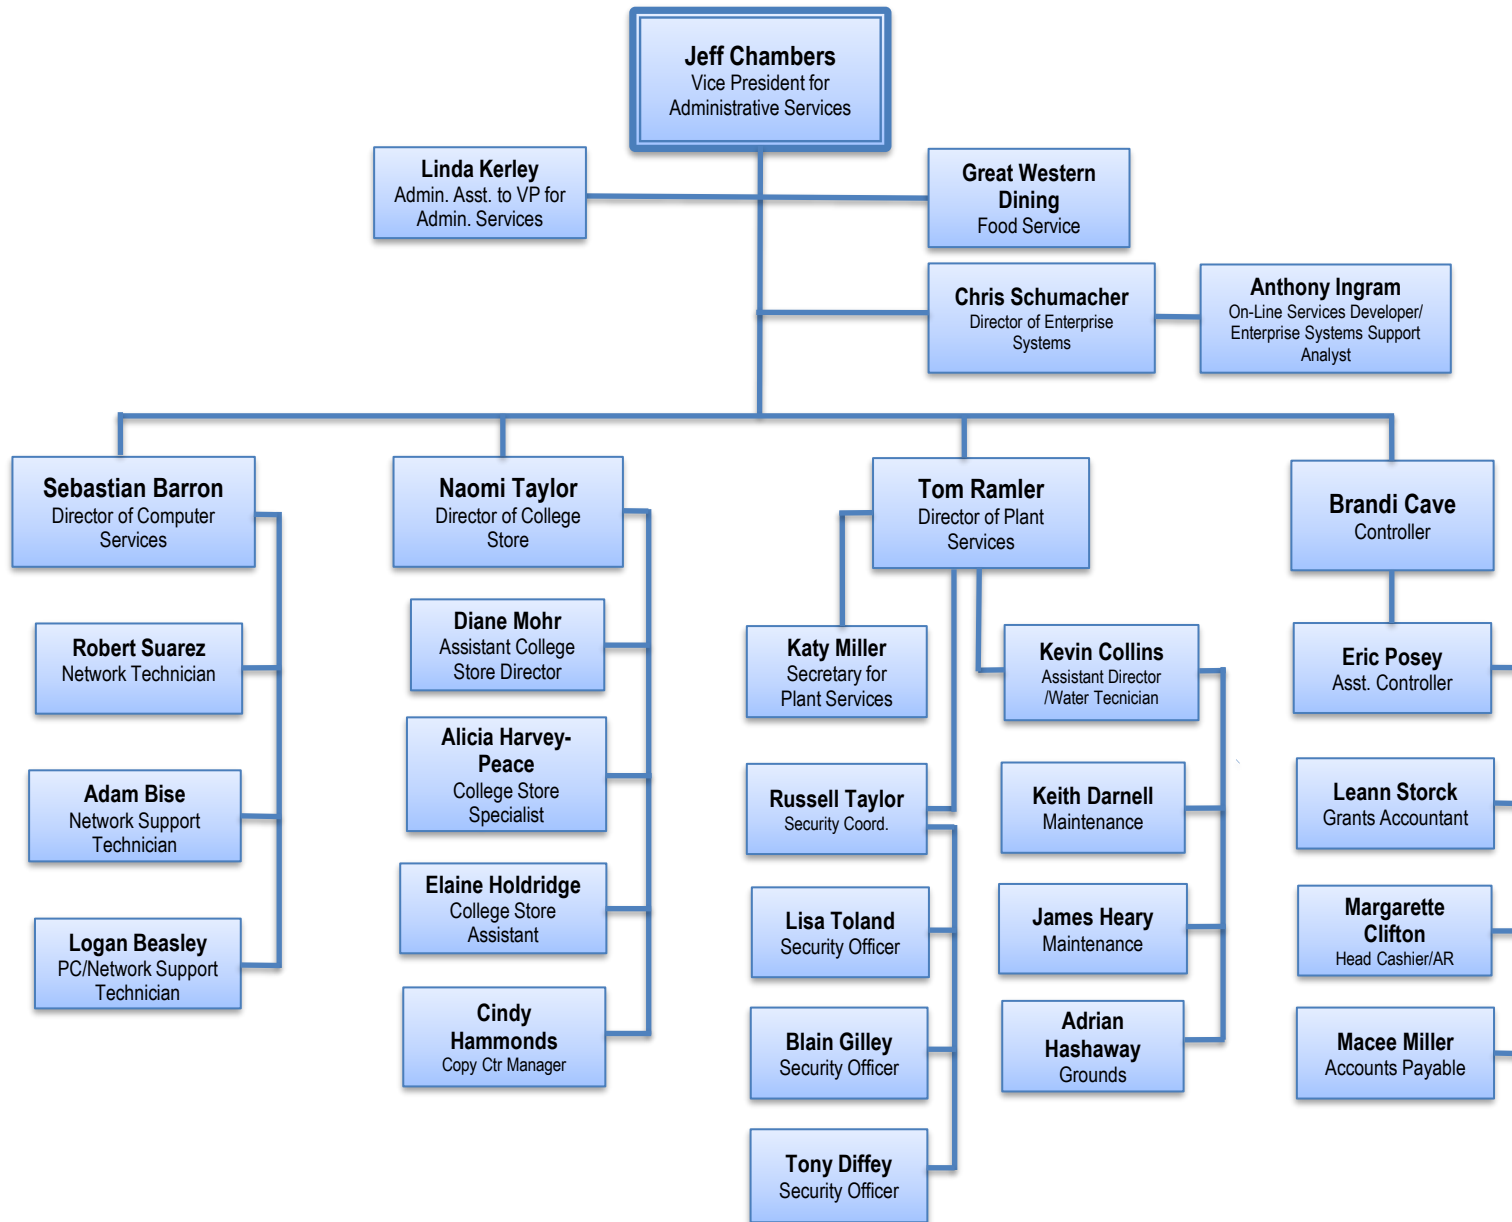 Jeff Chambers
Vice President for
Administrative Services
Linda Kerley
Admin. Asst. to VP for
Admin. Services
Great Western
Dining
Food Service
Chris Schumacher
Director of Enterprise
Systems
Anthony Ingram
On-Line Services Developer/
Enterprise Systems Support
Analyst
Sebastian Barron
Director of Computer
Services
Robert Suarez
Network Technician
Adam Bise
Network Support
Technician
Logan Beasley
PC/Network Support
Technician
Naomi Taylor
Director of College
Store
Diane Mohr
Assistant College
Store Director
Alicia Harvey-
Peace
College Store
Specialist
Elaine Holdridge
College Store
Assistant
Cindy
Hammonds
Copy Ctr Manager
Tom Ramler
Director of Plant
Services
Katy Miller
Secretary for
Plant Services
Russell Taylor
Security Coord.
Lisa Toland
Security Officer
Blain Gilley
Security Officer
Tony Diffey
Security Officer
Kevin Collins
Assistant Director
/Water Tecnician
Keith Darnell
Maintenance
James Heary
Maintenance
Adrian
Hashaway
Grounds
Brandi Cave
Controller
Eric Posey
Asst. Controller
Leann Storck
Grants Accountant
Margarette
Clifton
Head Cashier/AR
Macee Miller
Accounts Payable